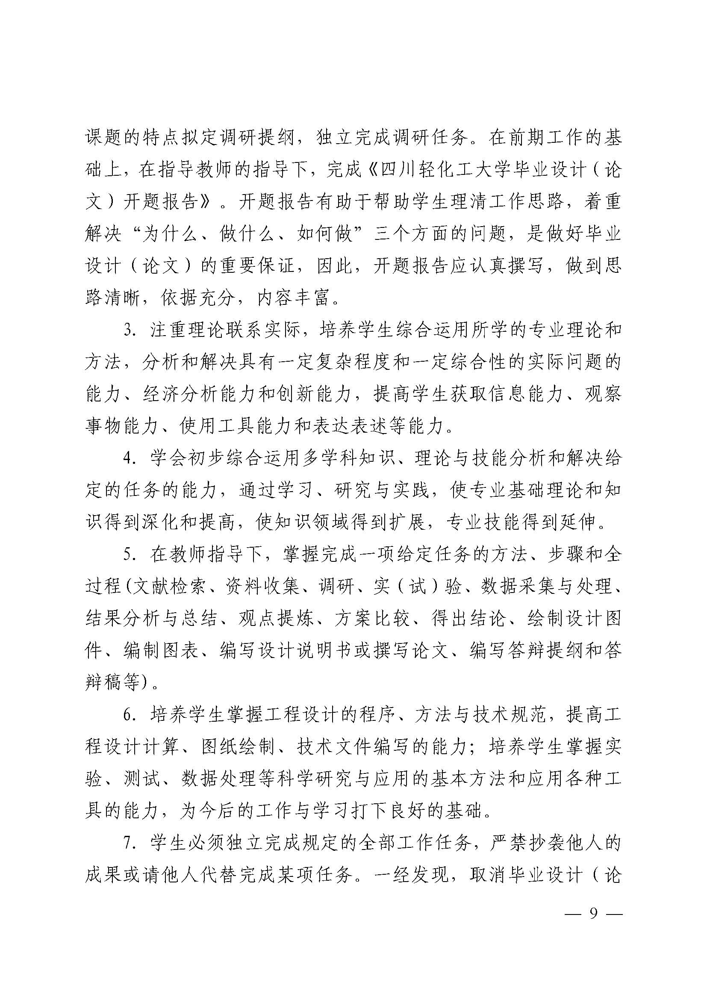 课题的特点拟定调研提纲，独立完成调研任务。在前期工作的基
础上，在指导教师的指导下，完成《四川轻化工大学毕业设计（论
文）开题报告》。开题报告有助于帮助学生理清工作思路，着重
解决“为什么、做什么、如何做”三个方面的问题，是做好毕业
设计（论文）的重要保证，因此，开题报告应认真撰写，做到思
路清晰，依据充分，内容丰富。
3. 注重理论联系实际，培养学生综合运用所学的专业理论和
方法，分析和解决具有一定复杂程度和一定综合性的实际问题的
能力、经济分析能力和创新能力，提高学生获取信息能力、观察
事物能力、使用工具能力和表达表述等能力。
4. 学会初步综合运用多学科知识、理论与技能分析和解决给
定的任务的能力，通过学习、研究与实践，使专业基础理论和知
识得到深化和提高，使知识领域得到扩展，专业技能得到延伸。
5. 在教师指导下，掌握完成一项给定任务的方法、步骤和全
过程(文献检索、资料收集、调研、实（试）验、数据采集与处理、
结果分析与总结、观点提炼、方案比较、得出结论、绘制设计图
件、编制图表、编写设计说明书或撰写论文、编写答辩提纲和答
辩稿等)。
6. 培养学生掌握工程设计的程序、方法与技术规范，提高工
程设计计算、图纸绘制、技术文件编写的能力；培养学生掌握实
验、测试、数据处理等科学研究与应用的基本方法和应用各种工
具的能力，为今后的工作与学习打下良好的基础。
7. 学生必须独立完成规定的全部工作任务，严禁抄袭他人的
成果或请他人代替完成某项任务。一经发现，取消毕业设计（论
— 9 —